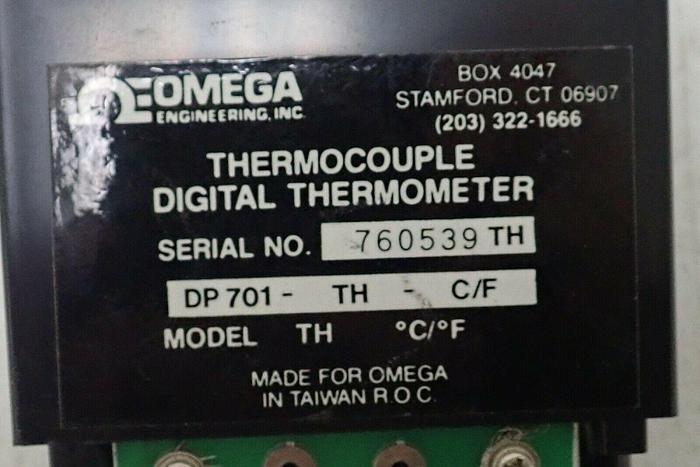 ΩE OMEGA
ENGINEERING, INC.
BOX 4047
STAMFORD, CT 06907
(203) 322-1666
THERMOCOUPLE
DIGITAL THERMOMETER
SERIAL NO. 760539 TH
DP 701 - TH - C/F
MODEL TH °C/°F
MADE FOR OMEGA
IN TAIWAN R.O.C.